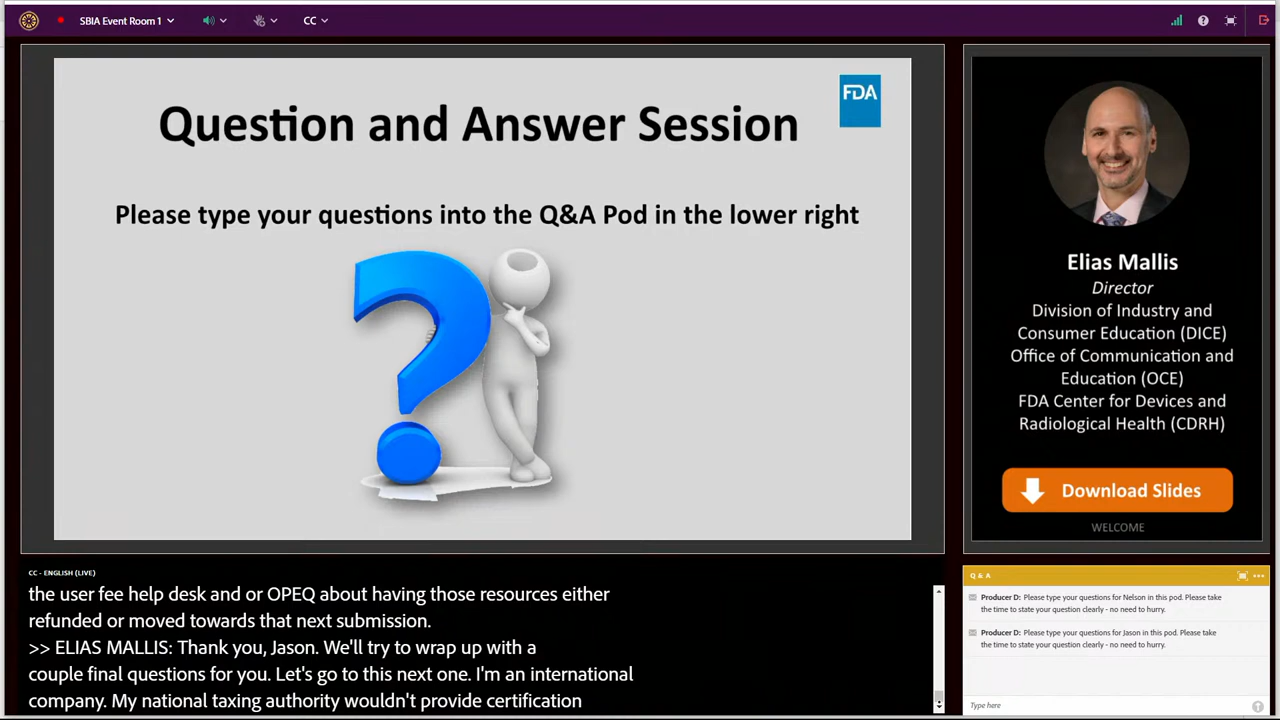 SBIA Event Room 1
CC
FDA
Question and Answer Session
Please type your questions into the Q&A Pod in the lower right
Elias Mallis
Director
Division of Industry and
Consumer Education (DICE)
Office of Communication and
Education (OCE)
FDA Center for Devices and
Radiological Health (CDRH)
Download Slides
WELCOME
CC - ENGLISH (LIVE)
the user fee help desk and or OPEQ about having those resources either
refunded or moved towards that next submission.
>> ELIAS MALLIS: Thank you, Jason. We'll try to wrap up with a
couple final questions for you. Let's go to this next one. I'm an international
company. My national taxing authority wouldn't provide certification
Q & A
Producer D: Please type your questions for Nelson in this pod. Please take
the time to state your question clearly - no need to hurry.
Producer D: Please type your questions for Jason in this pod. Please take
the time to state your question clearly - no need to hurry.
Type here